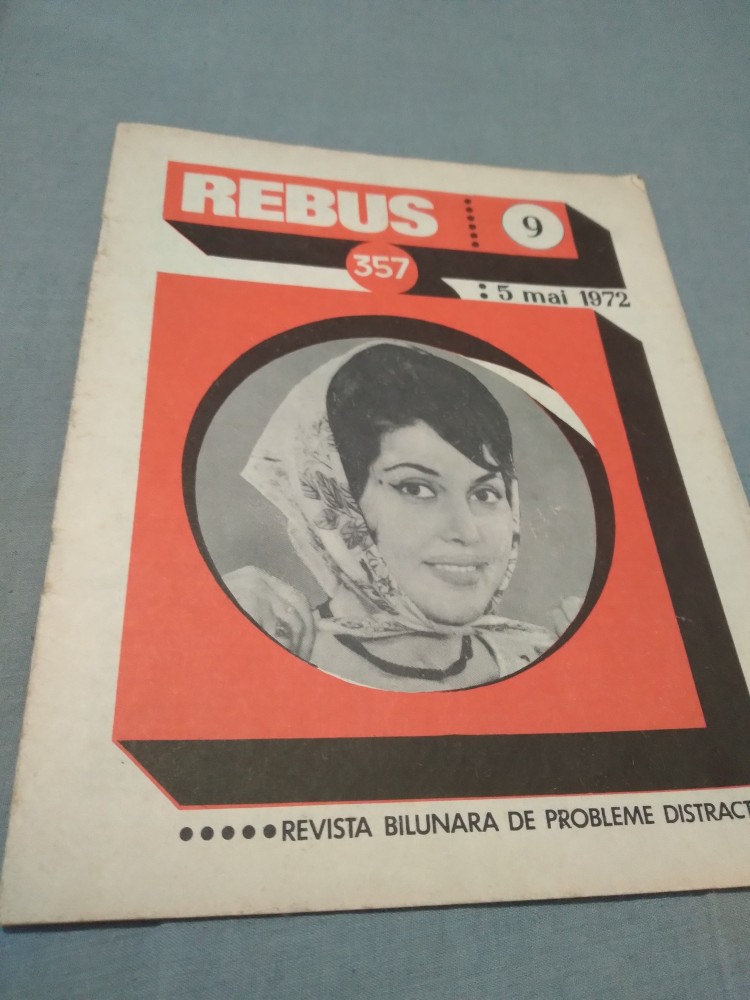 REBUS
9
357
: 5 mai 1972
•••••REVISTA BILUNARA DE PROBLEME DISTRACT